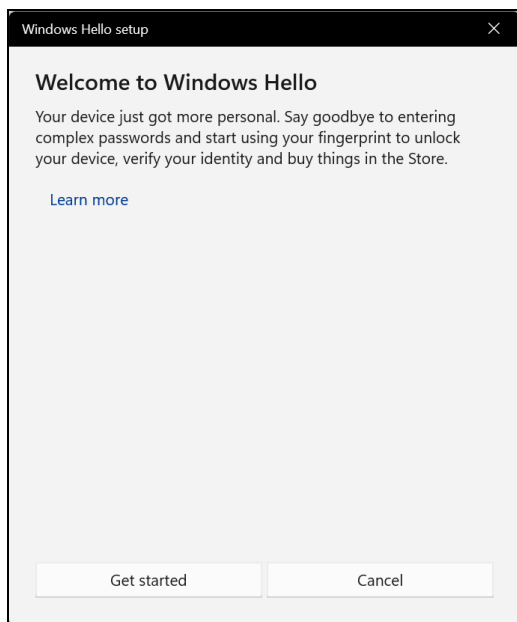 Windows Hello setup
Welcome to Windows Hello
Your device just got more personal. Say goodbye to entering
complex passwords and start using your fingerprint to unlock
your device, verify your identity and buy things in the Store.
Learn more
Get started
Cancel